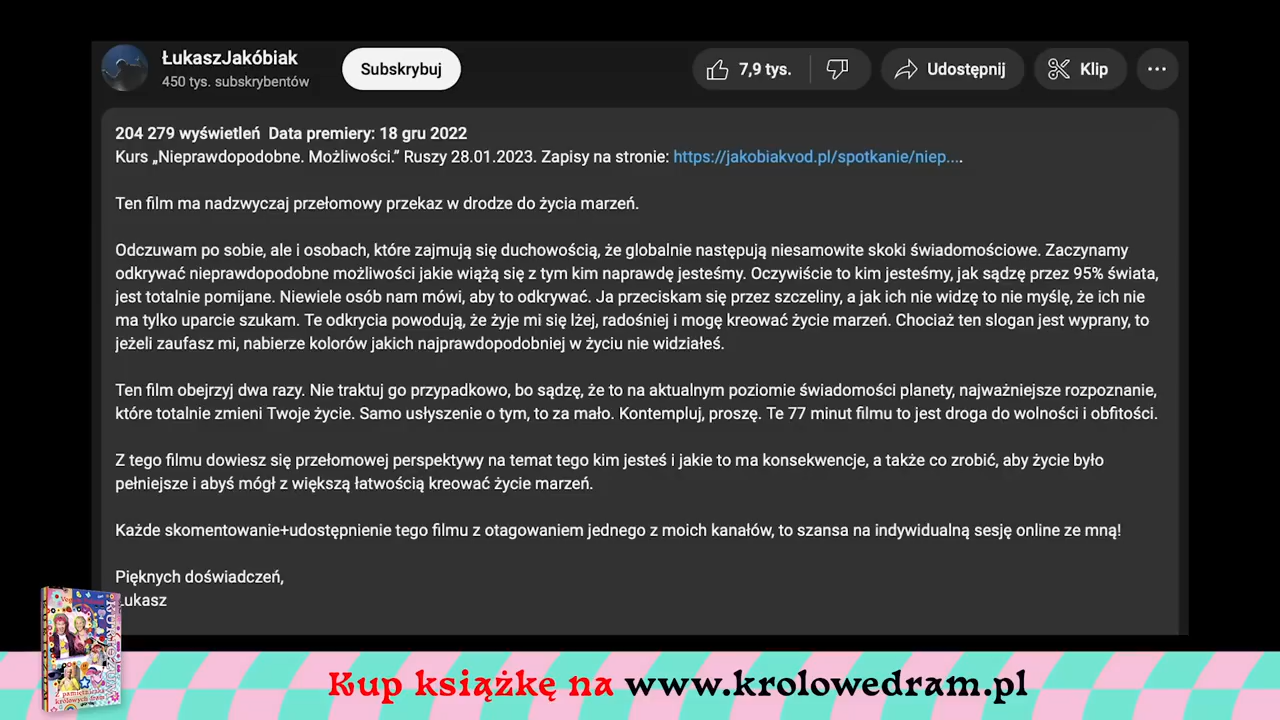 ŁukaszJakóbiak
450 tys. subskrybentów
Subskrybuj
7,9 tys.
Udostępnij
Klip
204 279 wyświetleń Data premiery: 18 gru 2022
Kurs „Nieprawdopodobne. Możliwości.” Ruszy 28.01.2023. Zapisy na stronie: https://jakobiakvod.pl/spotkanie/niep....
Ten film ma nadzwyczaj przełomowy przekaz w drodze do życia marzeń.
Odczuwam po sobie, ale i osobach, które zajmują się duchowością, że globalnie następują niesamowite skoki świadomościowe. Zaczynamy
odkrywać nieprawdopodobne możliwości jakie wiążą się z tym kim naprawdę jesteśmy. Oczywiście to kim jesteśmy, jak sądzę przez 95% świata,
jest totalnie pomijane. Niewiele osób nam mówi, aby to odkrywać. Ja przeciskam się przez szczeliny, a jak ich nie widzę to nie myślę, że ich nie
ma tylko uparcie szukam. Te odkrycia powodują, że żyje mi się lżej, radośniej i mogę kreować życie marzeń. Chociaż ten slogan jest wyprany, to
jeżeli zaufasz mi, nabierze kolorów jakich najprawdopodobniej w życiu nie widziałeś.
Ten film obejrzyj dwa razy. Nie traktuj go przypadkowo, bo sądzę, że to na aktualnym poziomie świadomości planety, najważniejsze rozpoznanie,
które totalnie zmieni Twoje życie. Samo usłyszenie o tym, to za mało. Kontempluj, proszę. Te 77 minut filmu to jest droga do wolności i obfitości.
Z tego filmu dowiesz się przełomowej perspektywy na temat tego kim jesteś i jakie to ma konsekwencje, a także co zrobić, aby życie było
pełniejsze i abyś mógł z większą łatwością kreować życie marzeń.
Każde skomentowanie+udostępnienie tego filmu z otagowaniem jednego z moich kanałów, to szansa na indywidualną sesję online ze mną!
Pięknych doświadczeń,
Łukasz
Z pamiętnika
królowych dram
Kup książkę na www.krolowedram.pl